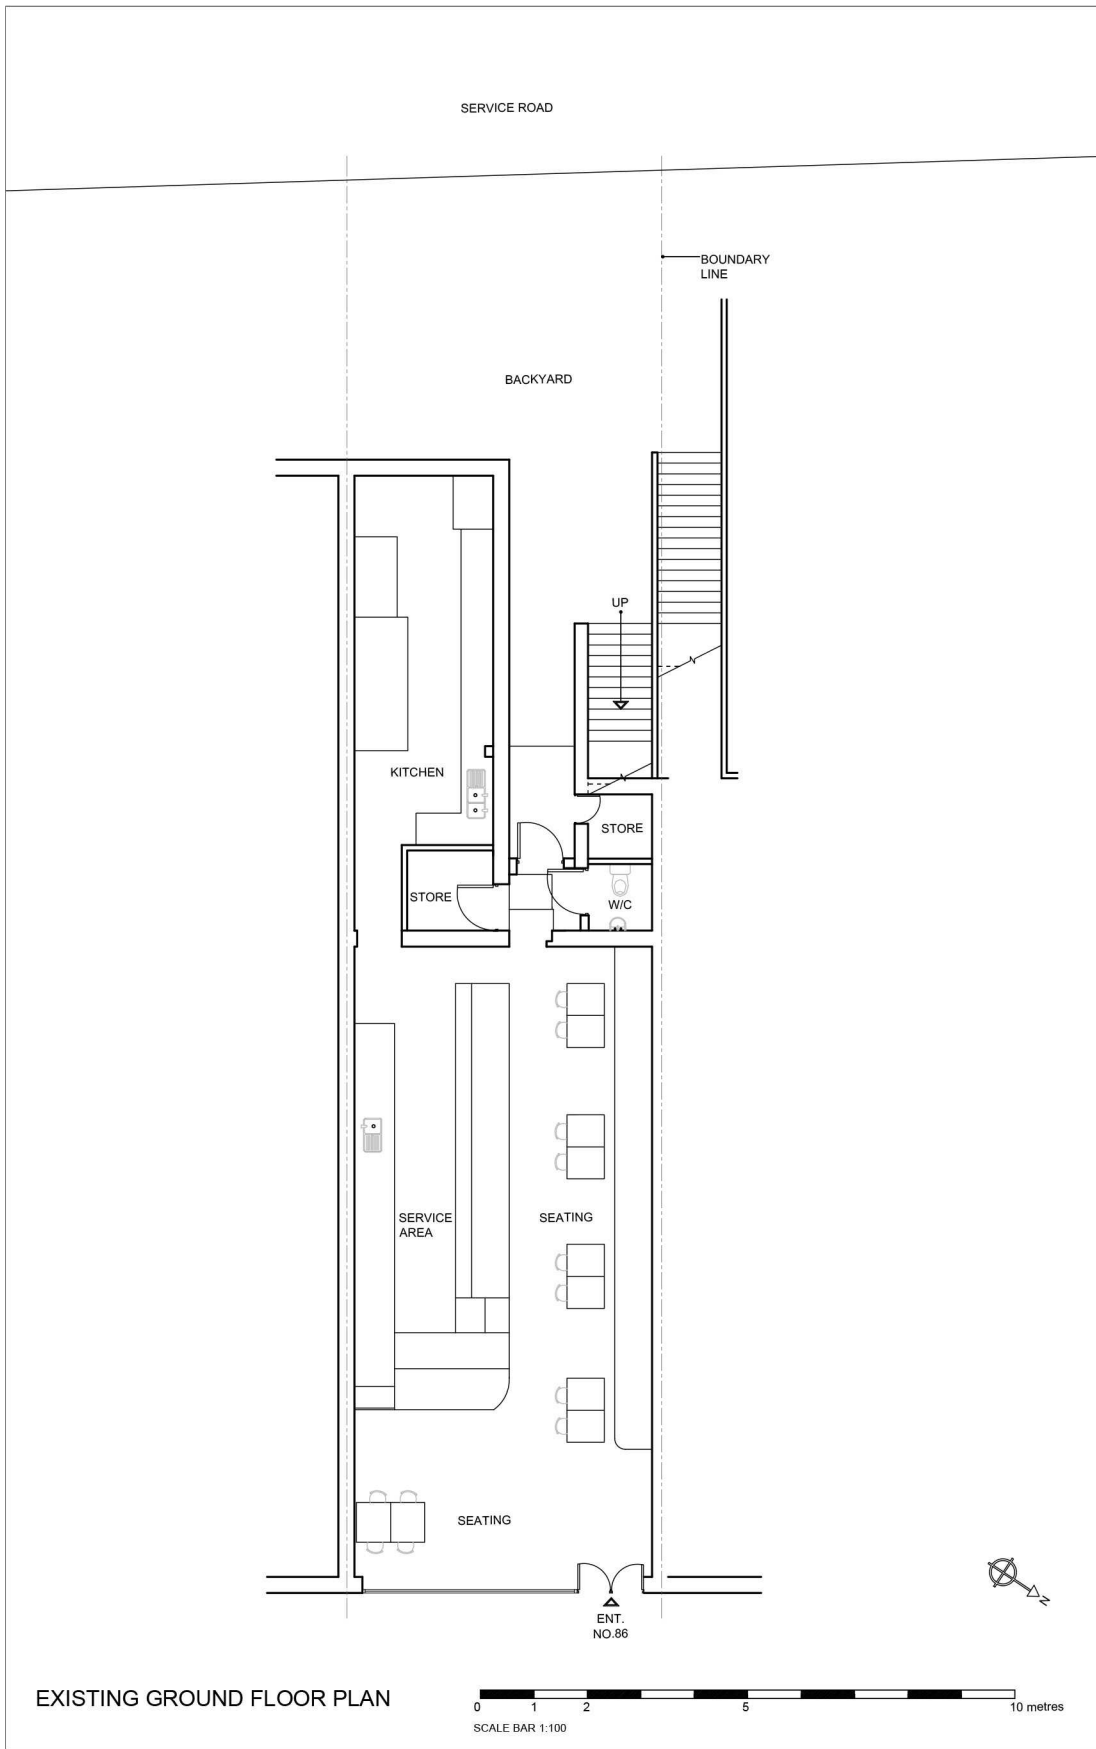 SERVICE ROAD
BOUNDARY
LINE
BACKYARD
UP
N
N
KITCHEN
STORE
STORE
W/C
SERVICE
AREA
SEATING
SEATING
ENT.
NO.86
N
EXISTING GROUND FLOOR PLAN
0 1 2 5 10 metres
SCALE BAR 1:100